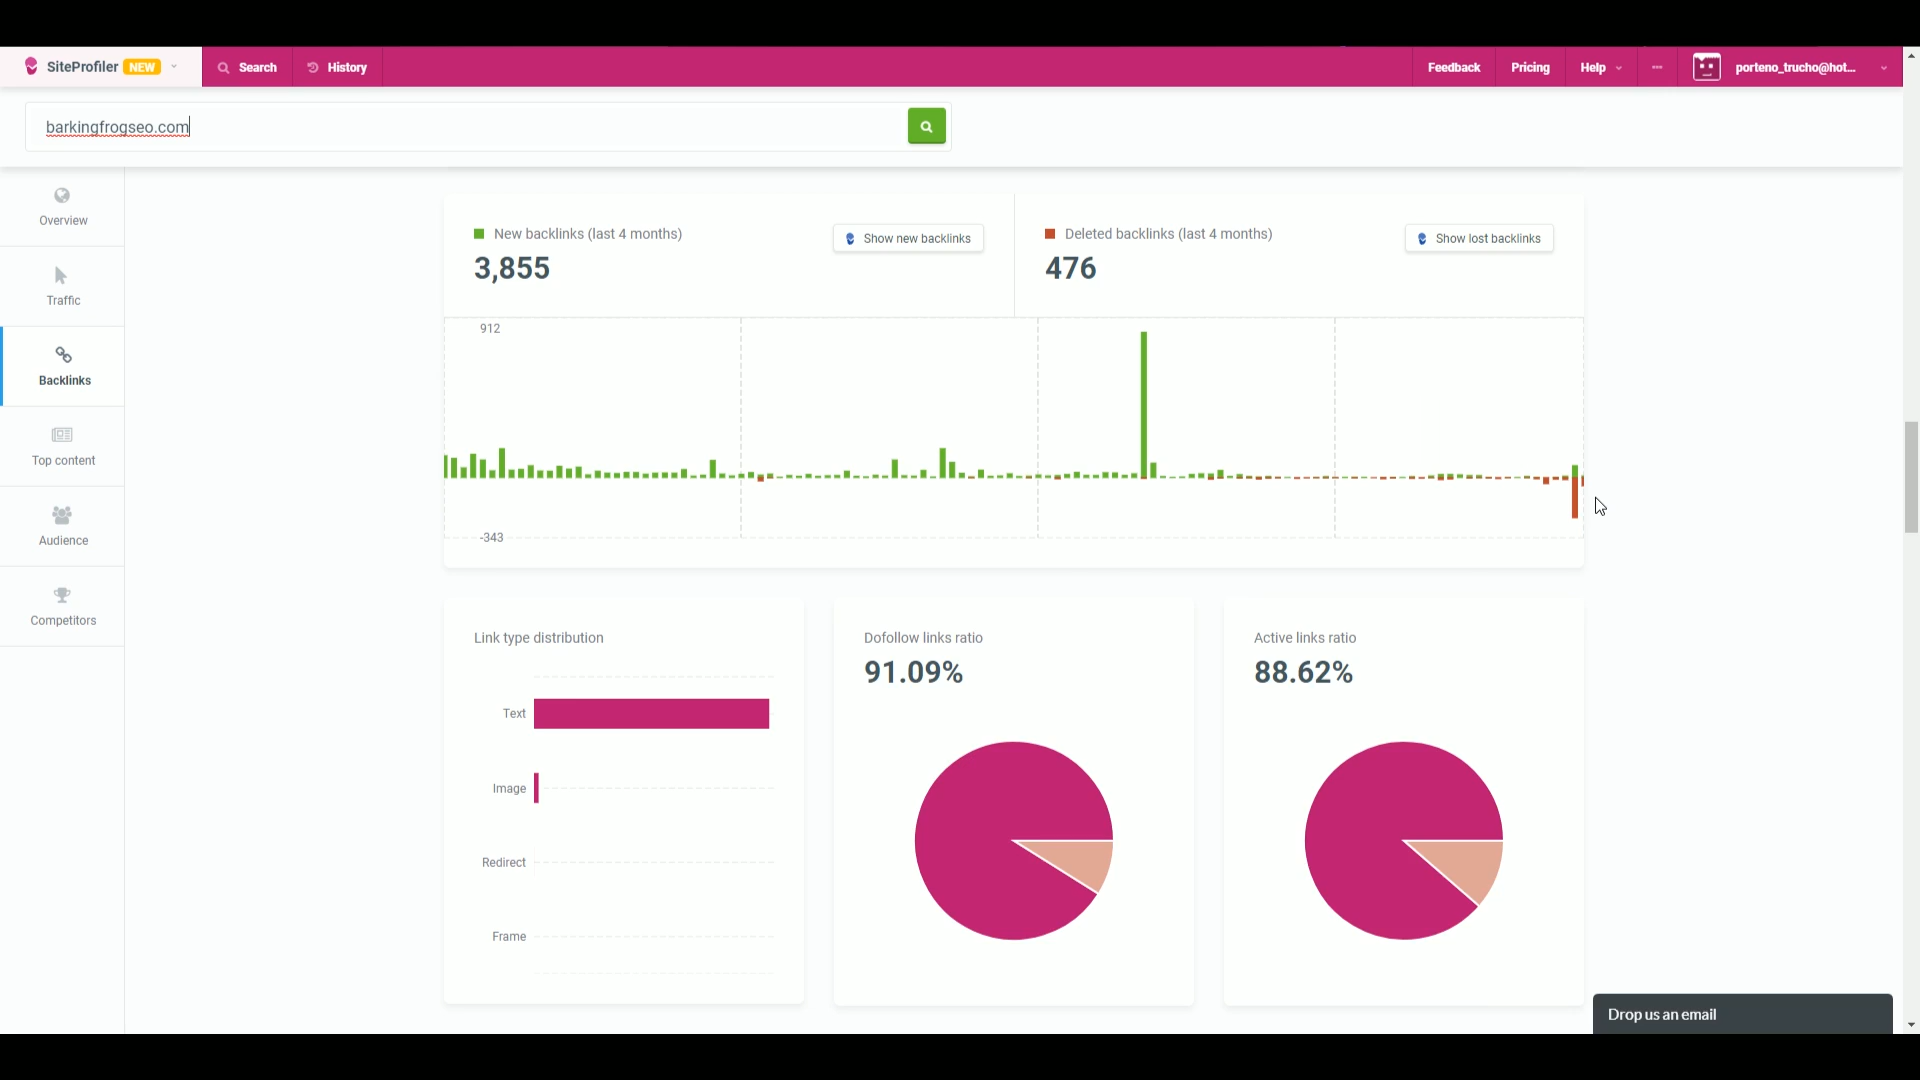 SiteProfiler NEW Search History Feedback Pricing Help porteno_trucho@hot...
barkingfrogseo.com
Overview
Traffic
Backlinks
Top content
Audience
Competitors
New backlinks (last 4 months) Show new backlinks
3,855
Deleted backlinks (last 4 months) Show lost backlinks
476
912
-343
Link type distribution
Text
Image
Redirect
Frame
Dofollow links ratio
91.09%
Active links ratio
88.62%
Drop us an email